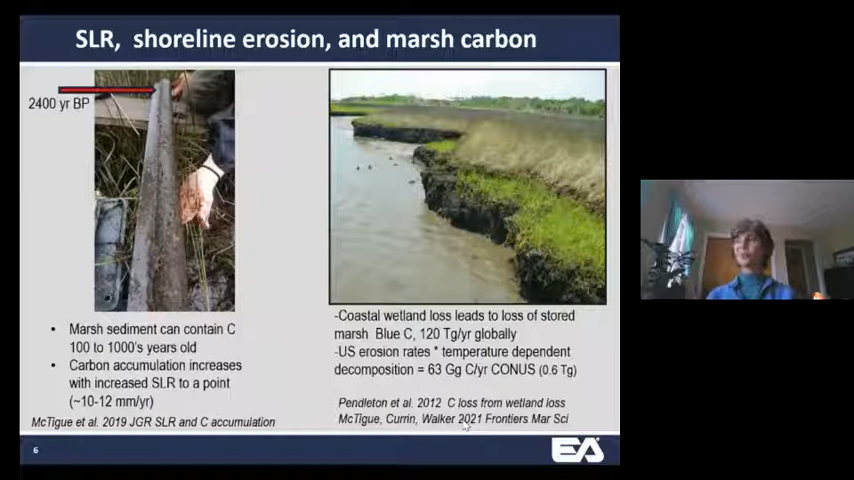 SLR, shoreline erosion, and marsh carbon
2400 yr BP
• Marsh sediment can contain C
100 to 1000's years old
• Carbon accumulation increases
with increased SLR to a point
(~10-12 mm/yr)
McTigue et al. 2019 JGR SLR and C accumulation
-Coastal wetland loss leads to loss of stored
marsh Blue C, 120 Tg/yr globally
-US erosion rates * temperature dependent
decomposition = 63 Gg C/yr CONUS (0.6 Tg)
Pendleton et al. 2012 C loss from wetland loss
McTigue, Currin, Walker 2021 Frontiers Mar Sci
6
EA